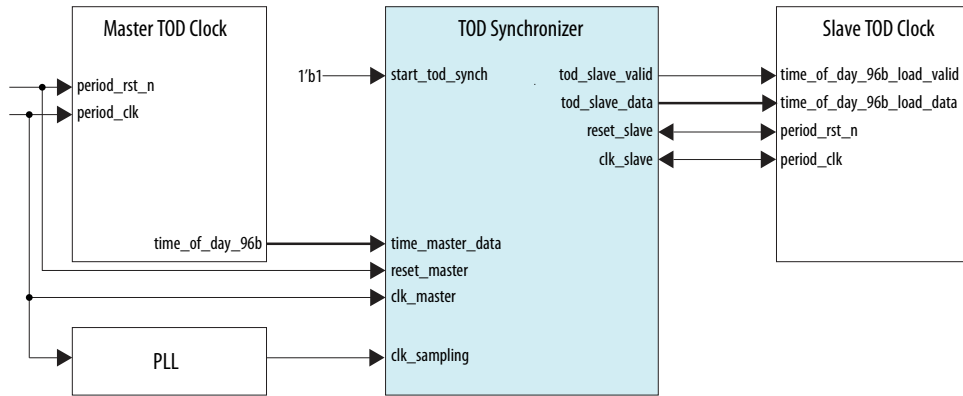 Master TOD Clock
TOD Synchronizer
Slave TOD Clock
period_rst_n
period_clk
time_of_day_96b
1'b1
start_tod_synch
tod_slave_valid
tod_slave_data
reset_slave
clk_slave
time_of_day_96b_load_valid
time_of_day_96b_load_data
period_rst_n
period_clk
time_master_data
reset_master
clk_master
PLL
clk_sampling